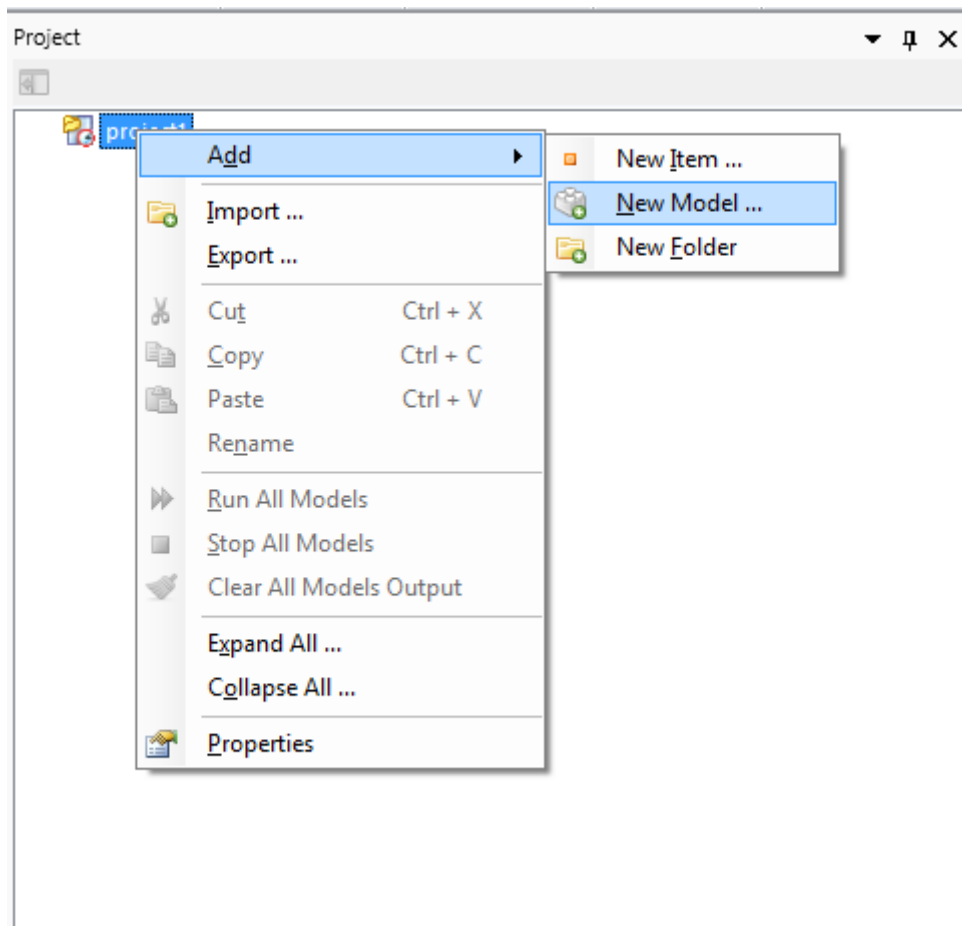 Project
Add
New Item ...
Import ...
New Model ...
Export ...
New Folder
Cut Ctrl + X
Copy Ctrl + C
Paste Ctrl + V
Rename
Run All Models
Stop All Models
Clear All Models Output
Expand All ...
Collapse All ...
Properties